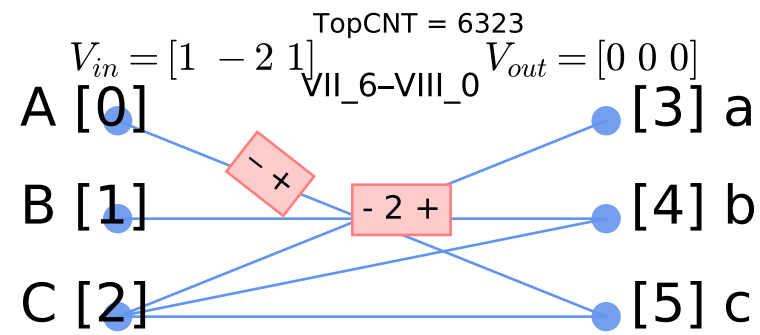 TopCNT = 6323
V_in = [1 − 2 1]
V_out = [0 0 0]
VII_6–VIII_0
A [0]
[3] a
− +
B [1]
- 2 +
[4] b
C [2]
[5] c